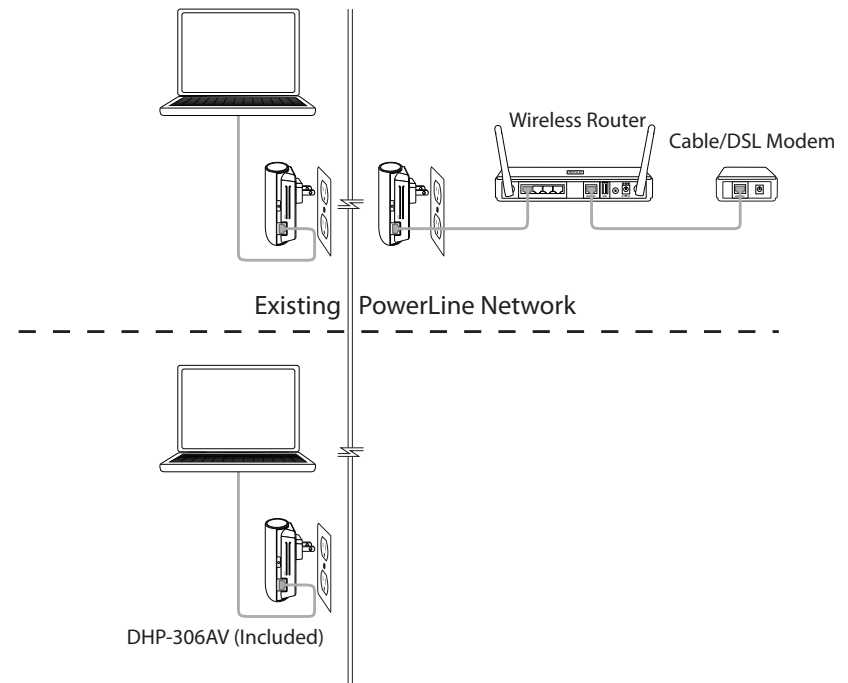 Wireless Router
Cable/DSL Modem
Existing PowerLine Network
DHP-306AV (Included)